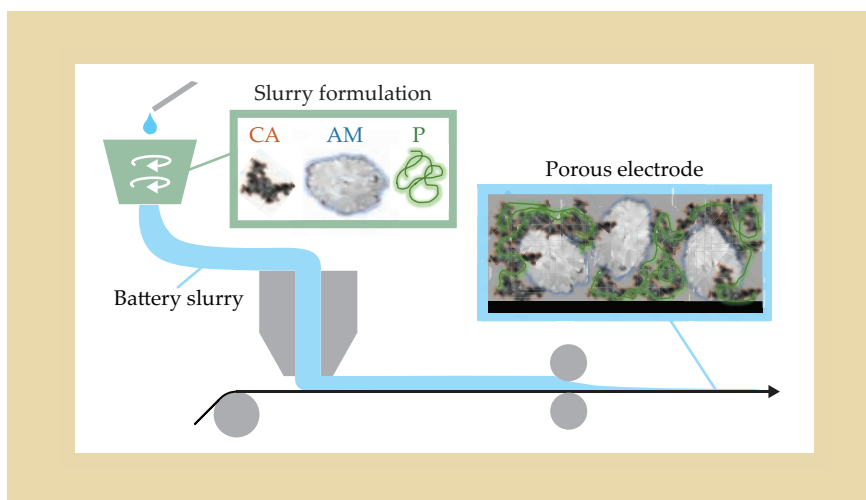 Slurry formulation
CA AM P
Porous electrode
Battery slurry